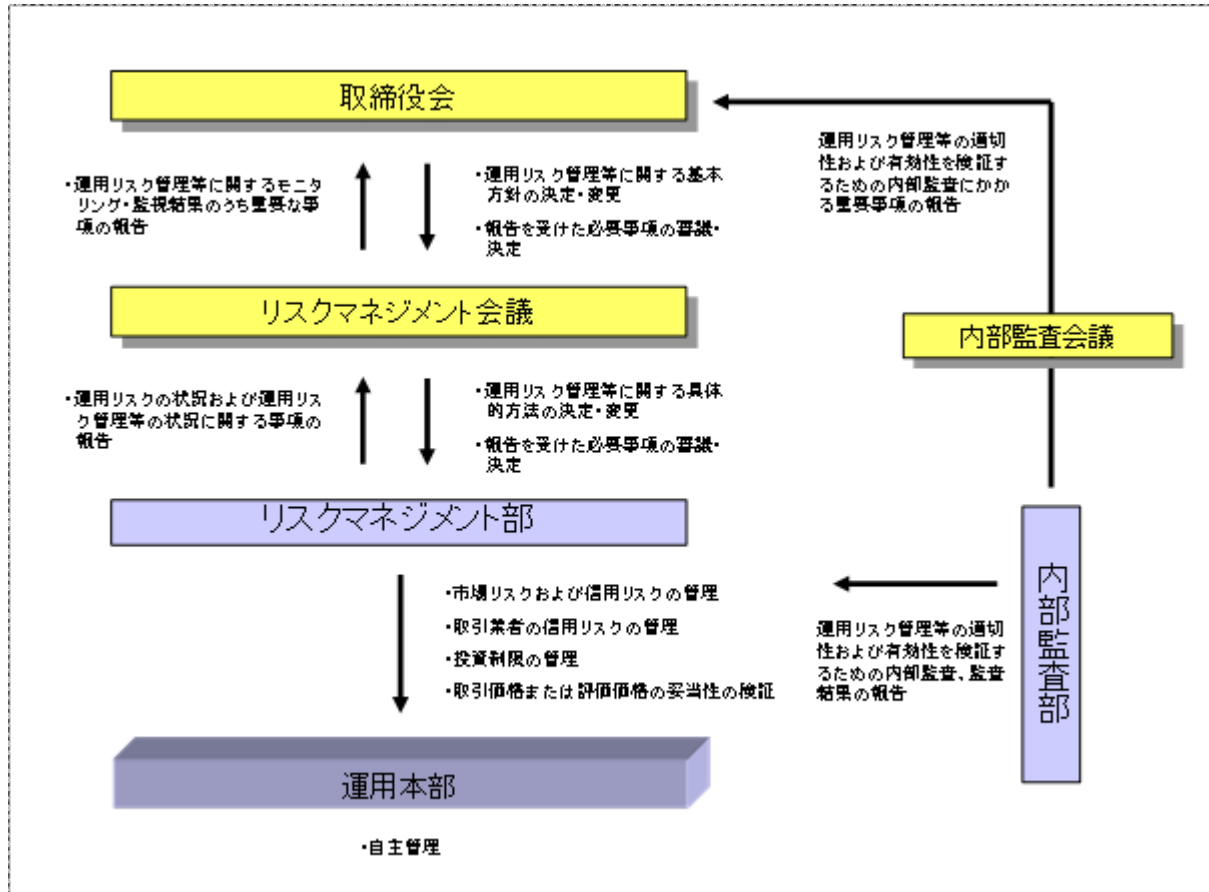 取締役会
・運用リスク管理等に関するモニタ
リング・監視結果のうち重要な事
項の報告
・運用リスク管理等に関する基本
方針の決定・変更
・報告を受けた必要事項の審議・
決定
運用リスク管理等の適切
性および有効性を検証す
るための内部監査にかか
る重要事項の報告
リスクマネジメント会議
内部監査会議
・運用リスクの状況および運用リス
ク管理等の状況に関する事項の
報告
・運用リスク管理等に関する具体
的方法の決定・変更
・報告を受けた必要事項の審議・
決定
リスクマネジメント部
内部監査部
・市場リスクおよび信用リスクの管理
・取引業者の信用リスクの管理
・投資制限の管理
・取引価格または評価価格の妥当性の検証
運用リスク管理等の適切
性および有効性を検証す
るための内部監査、監査
結果の報告
運用本部
・自主管理